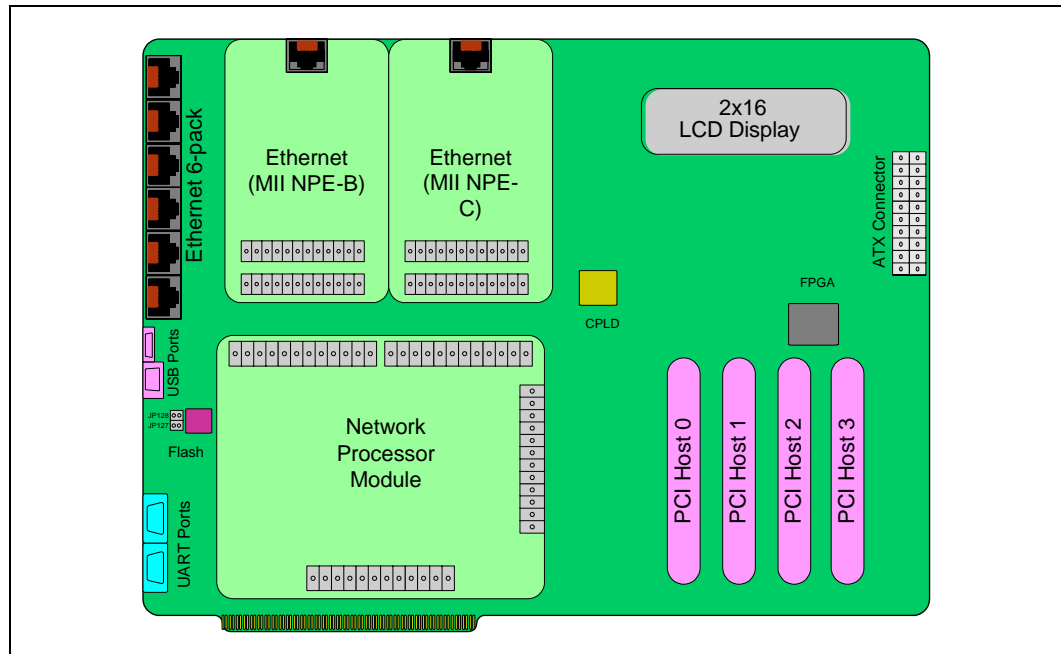 2x16
LCD Display
Ethernet 6-pack
Ethernet
(MII NPE-B)
Ethernet
(MII NPE-
C)
ATX Connector
FPGA
CPLD
USB Ports
JP128
JP127
Flash
Network
Processor
Module
PCI Host 0
PCI Host 1
PCI Host 2
PCI Host 3
UART Ports